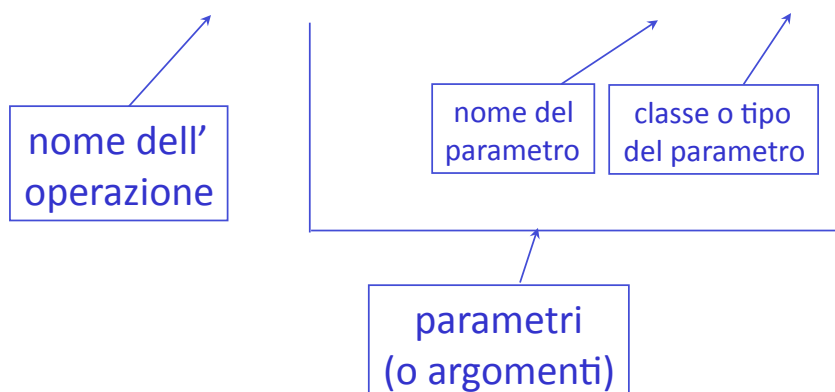 nome dell'
operazione
nome del
parametro
classe o tipo
del parametro
parametri
(o argomenti)